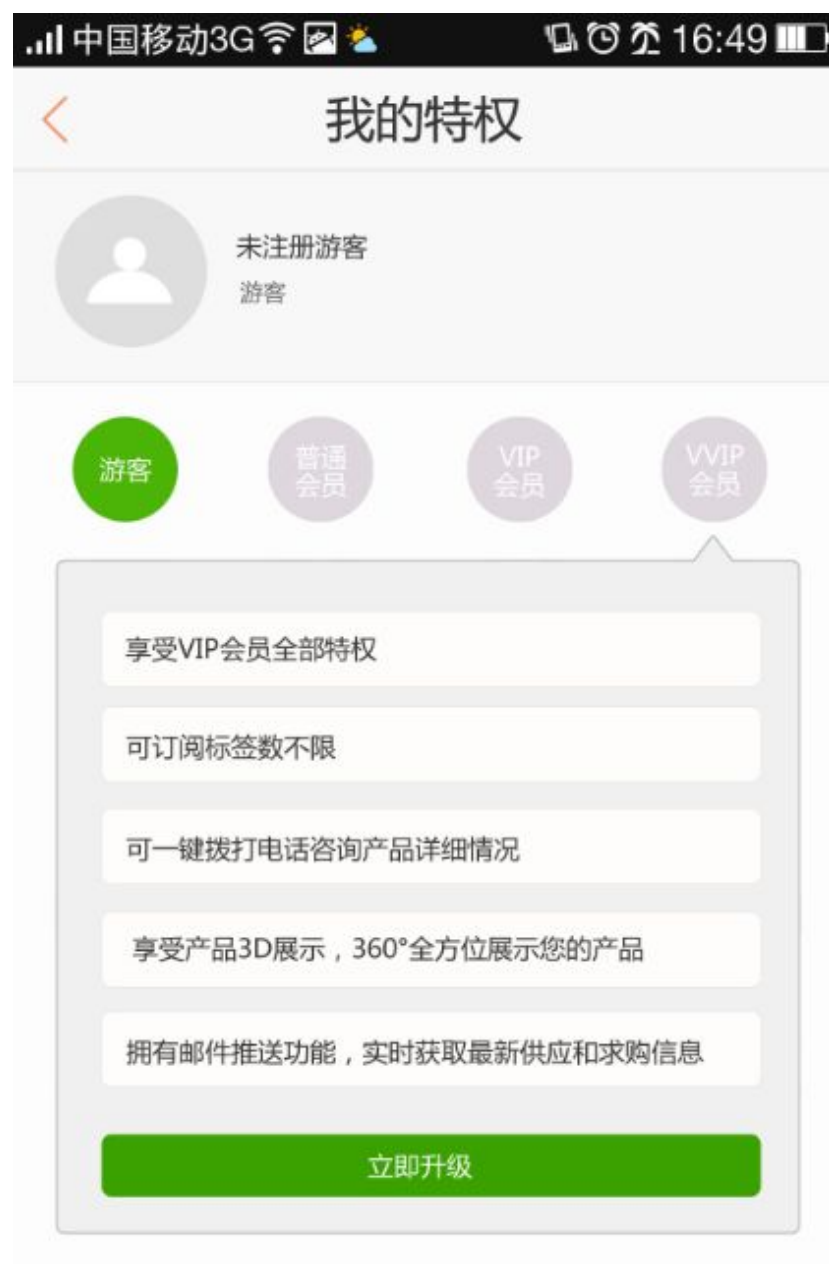 中国移动3G 16:49
我的特权
未注册游客
游客
游客
普通
会员
VIP
会员
VVIP
会员
享受VIP会员全部特权
可订阅标签数不限
可一键拨打电话咨询产品详细情况
享受产品3D展示，360°全方位展示您的产品
拥有邮件推送功能，实时获取最新供应和求购信息
立即升级